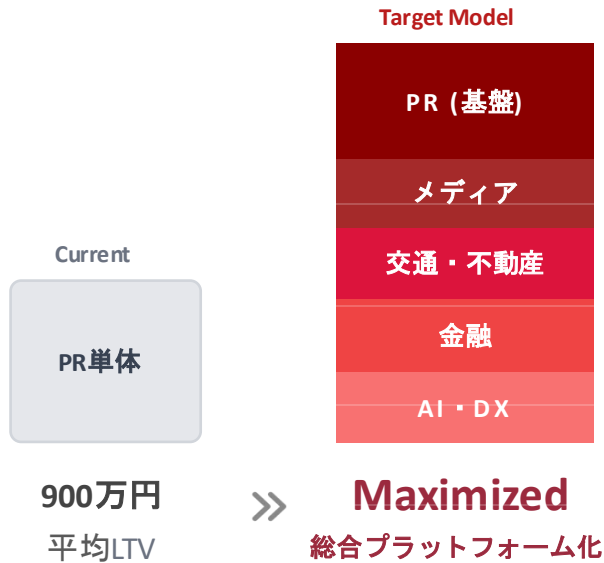 Target Model
PR (基盤)
メディア
交通・不動産
金融
AI・DX
Current
PR単体
900万円
平均LTV
Maximized
総合プラットフォーム化